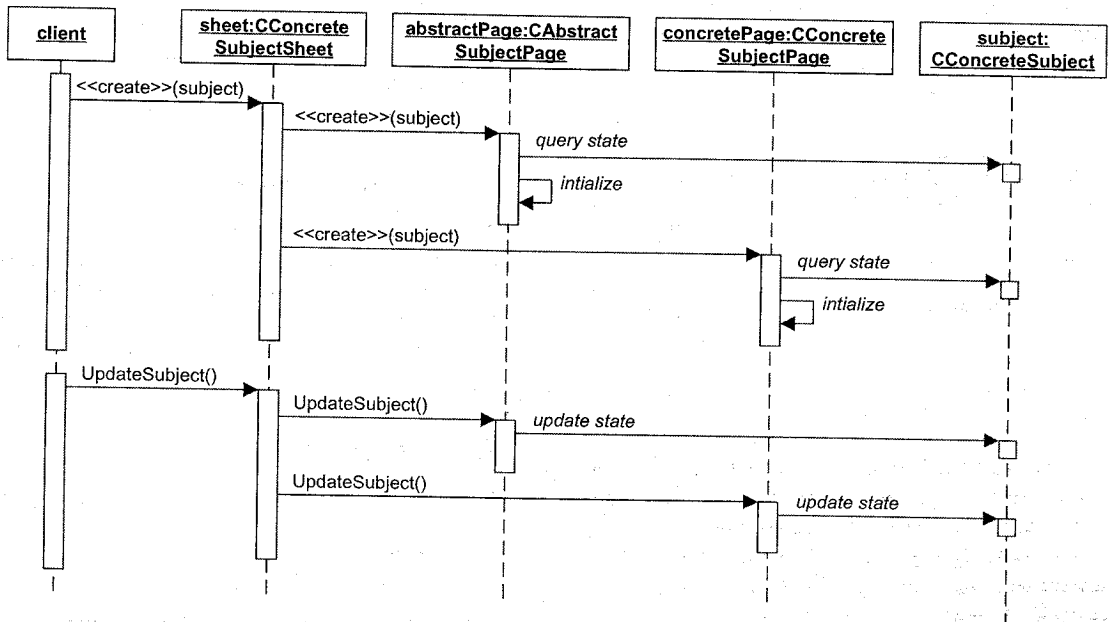 client
sheet:CConcrete
SubjectSheet
abstractPage:CAbstract
SubjectPage
concretePage:CConcrete
SubjectPage
subject:
CConcreteSubject
<<create>>(subject)
<<create>>(subject)
query state
intialize
<<create>>(subject)
query state
intialize
UpdateSubject()
UpdateSubject()
update state
UpdateSubject()
update state